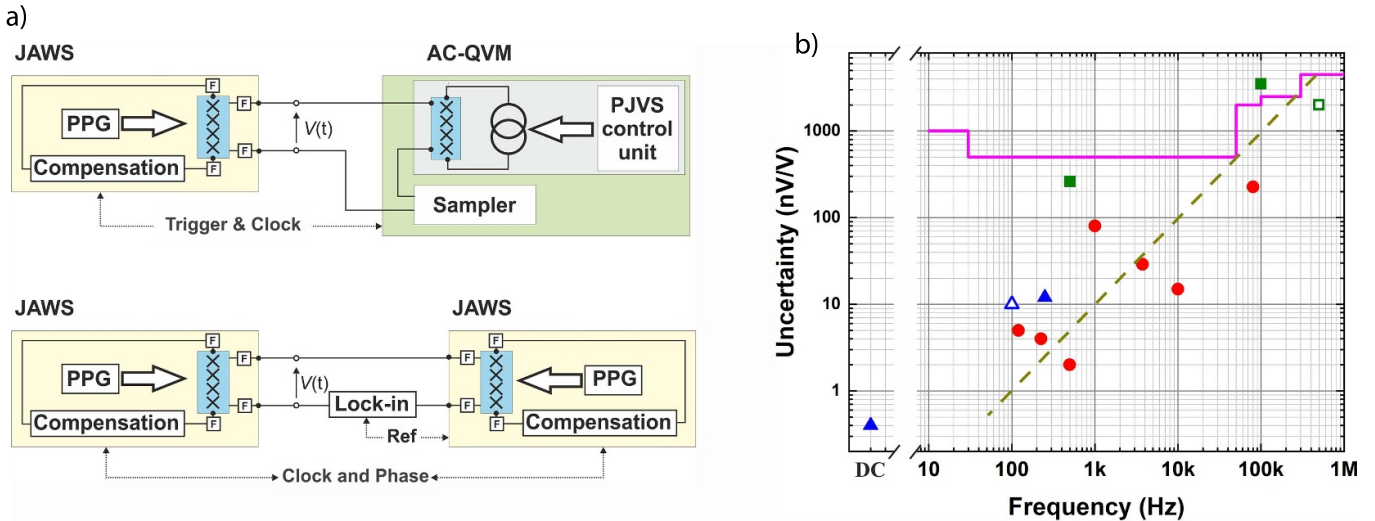 a)
JAWS
AC-QVM
F
PPG
F
V(t)
F
F
Compensation
PJVS
control
unit
Sampler
Trigger & Clock
JAWS
JAWS
F
PPG
F
V(t)
F
F
Compensation
Lock-in
Ref
F
F
PPG
F
F
Compensation
Clock and Phase
b)
Uncertainty (nV/V)
1000
100
10
1
DC
10
100
1k
10k
100k
1M
Frequency (Hz)